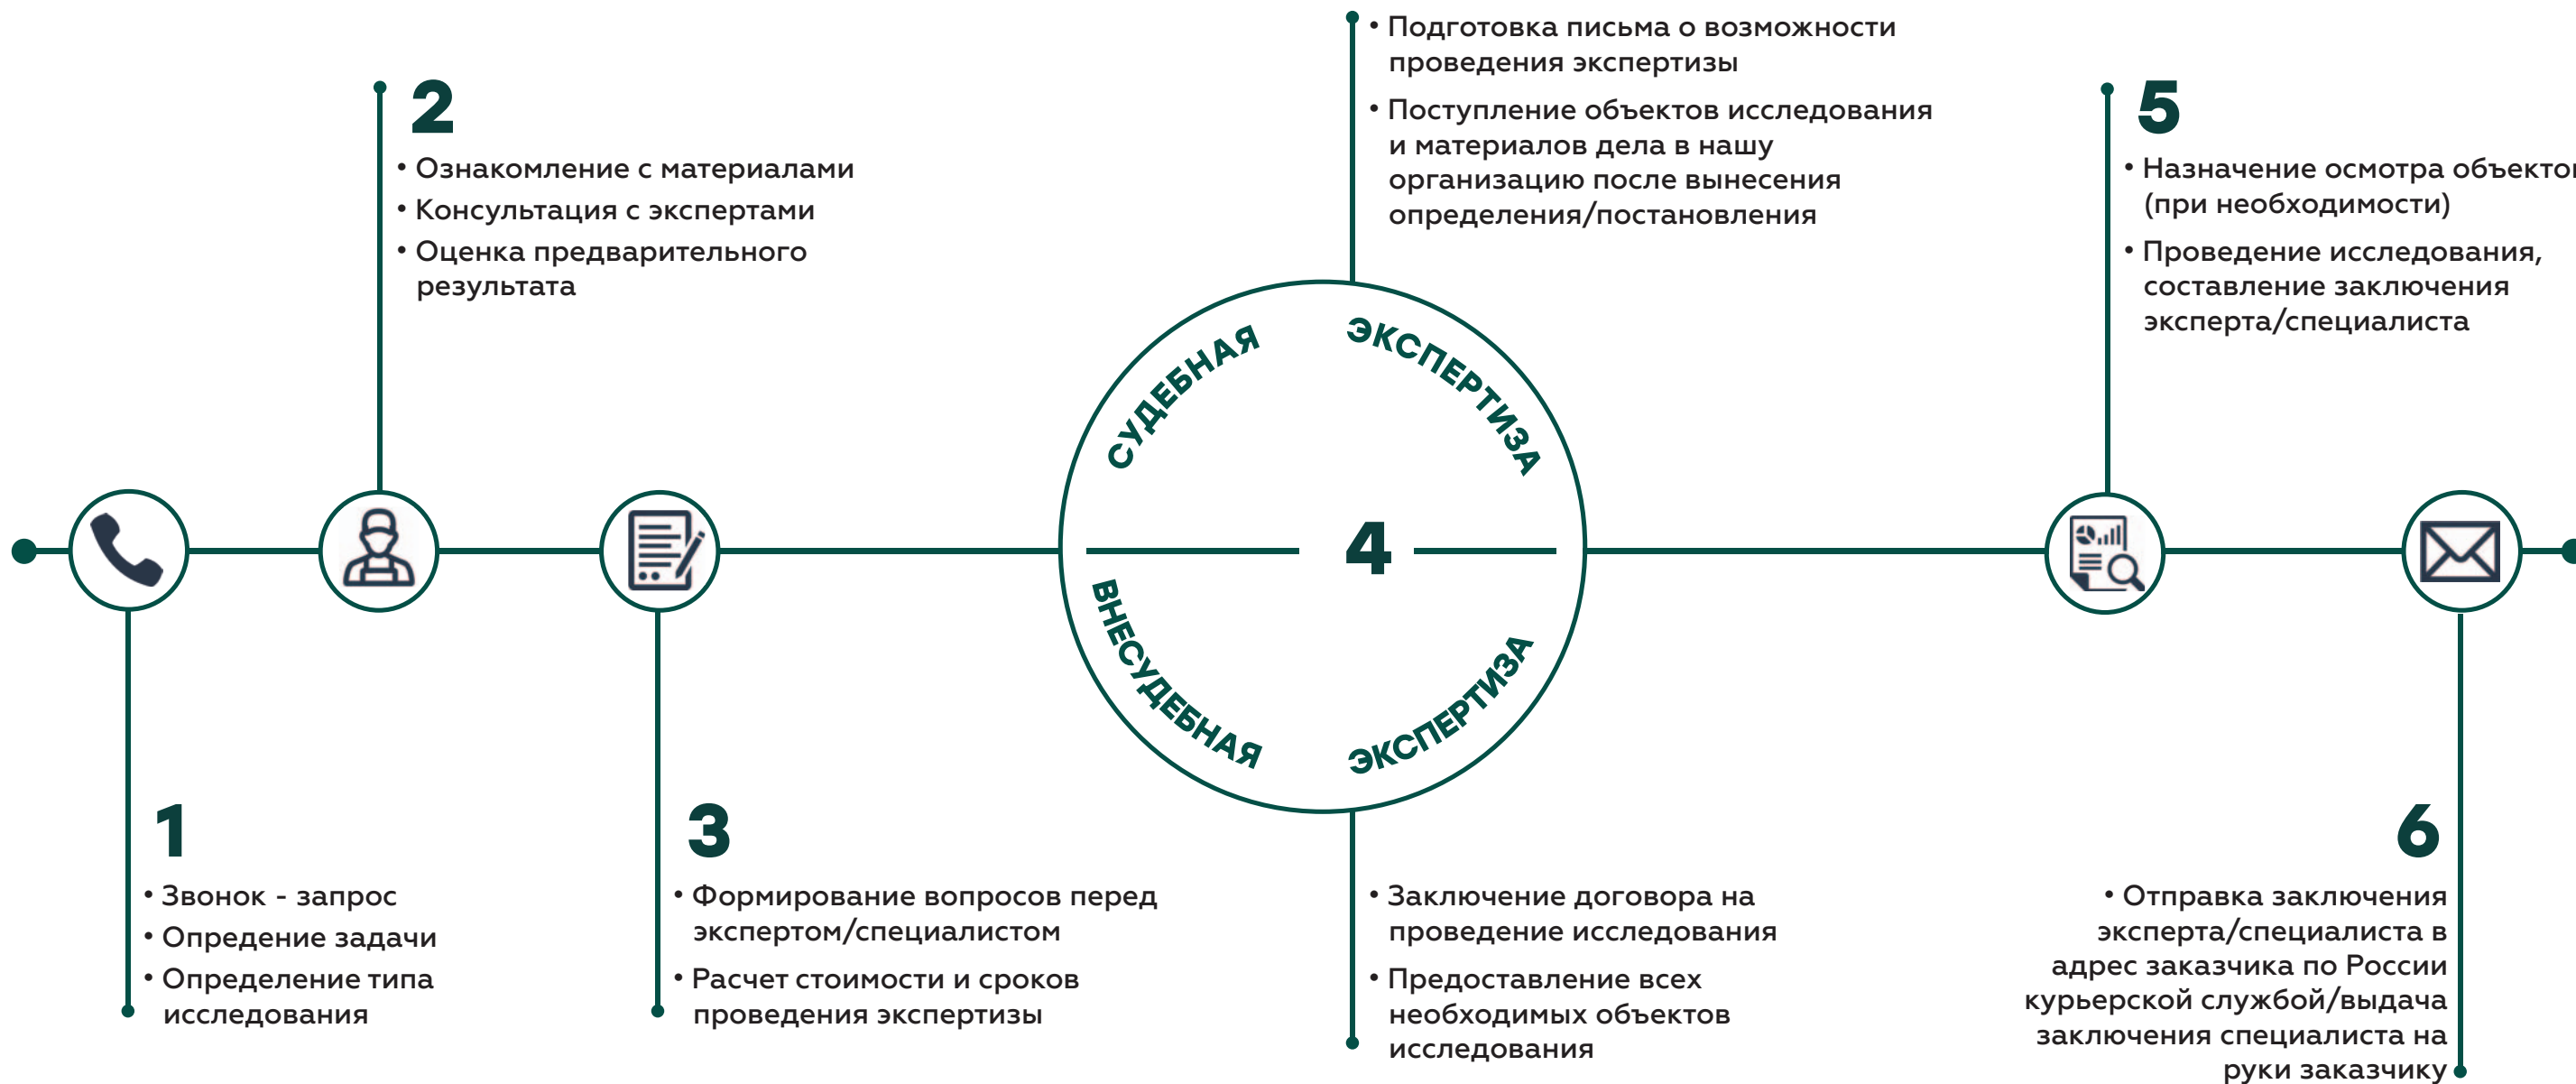 1
• Звонок - запрос
• Опредение задачи
• Определение типа
исследования
2
• Ознакомление с материалами
• Консультация с экспертами
• Оценка предварительного
результата
3
• Формирование вопросов перед
экспертом/специалистом
• Расчет стоимости и сроков
проведения экспертизы
4
СУДЕБНАЯ ЭКСПЕРТИЗА
• Подготовка письма о возможности
проведения экспертизы
• Поступление объектов исследования
и материалов дела в нашу
организацию после вынесения
определения/постановления
ВНЕСУДЕБНАЯ ЭКСПЕРТИЗА
• Заключение договора на
проведение исследования
• Предоставление всех
необходимых объектов
исследования
5
• Назначение осмотра объектов
(при необходимости)
• Проведение исследования,
составление заключения
эксперта/специалиста
6
• Отправка заключения
эксперта/специалиста в
адрес заказчика по России
курьерской службой/выдача
заключения специалиста на
руки заказчику